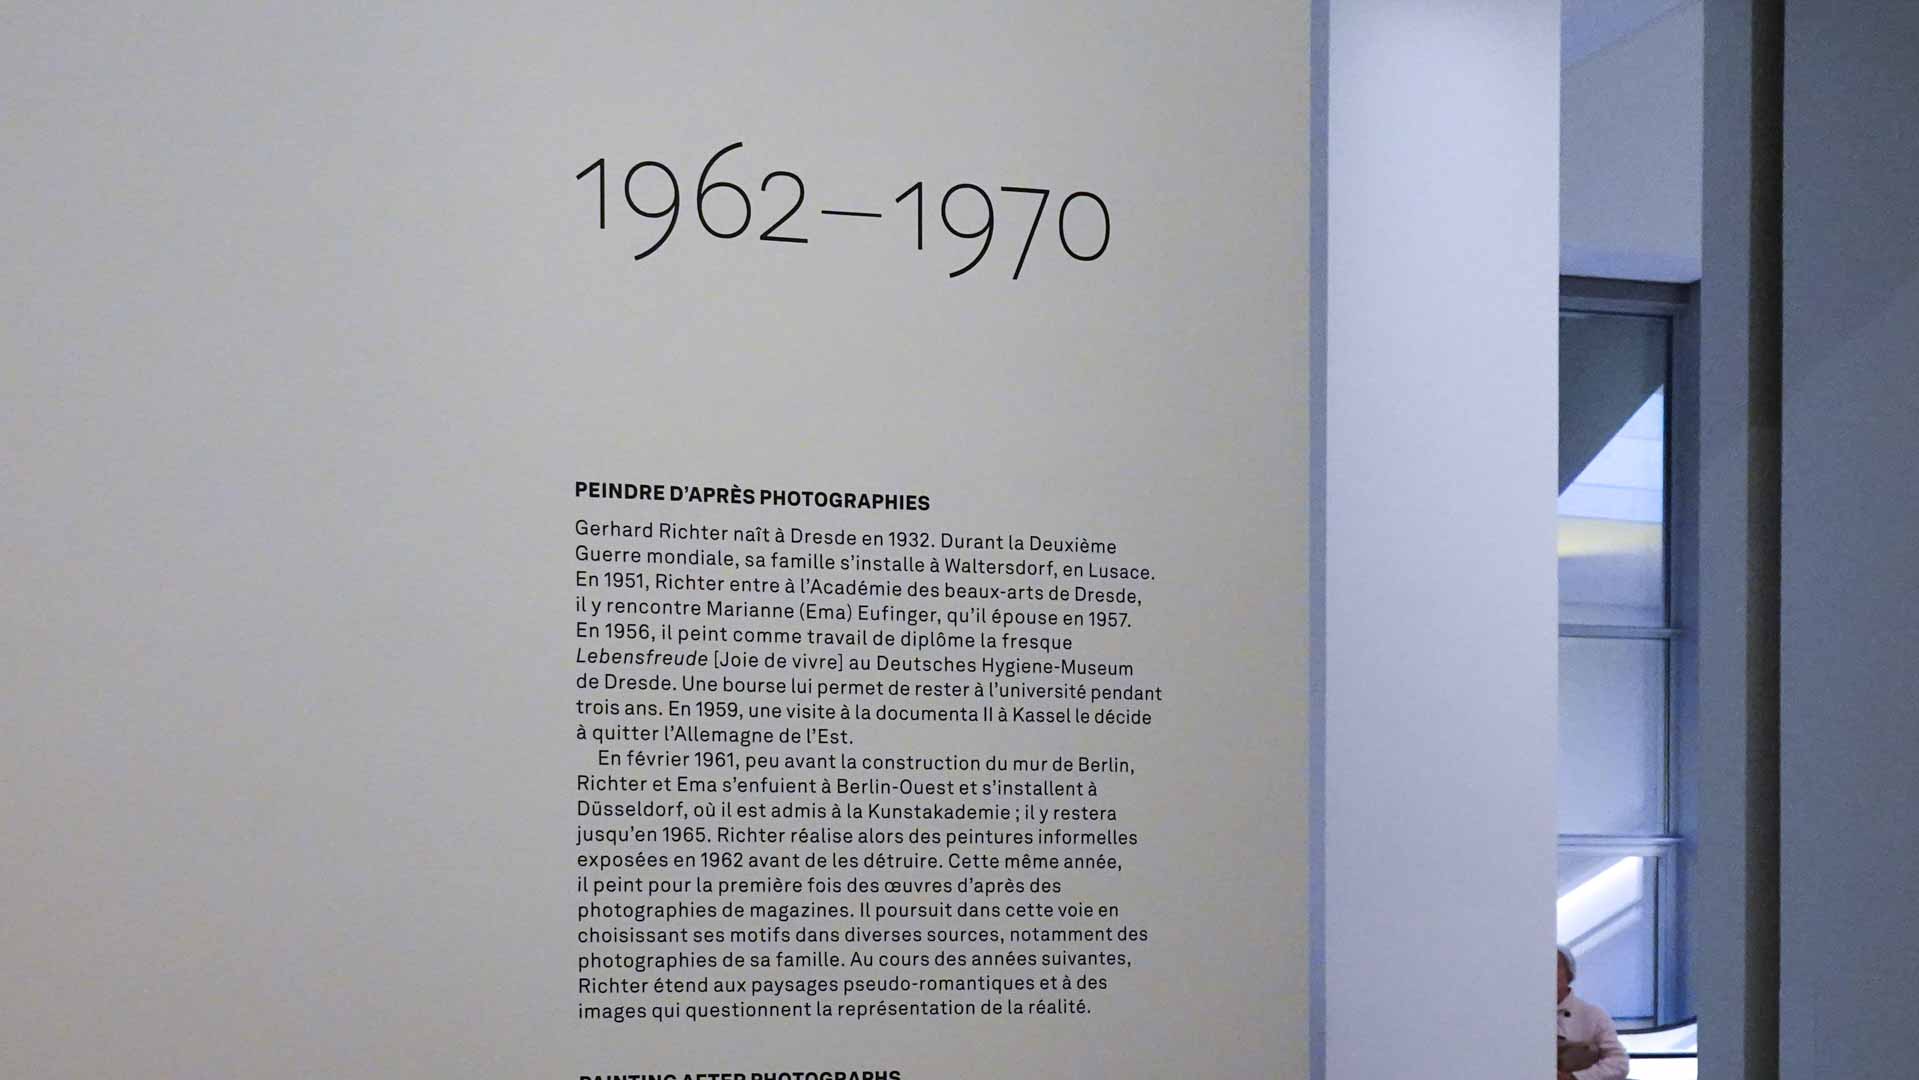 1962–1970
PEINDRE D’APRÈS PHOTOGRAPHIES
Gerhard Richter naît à Dresde en 1932. Durant la Deuxième
Guerre mondiale, sa famille s’installe à Waltersdorf, en Lusace.
En 1951, Richter entre à l’Académie des beaux-arts de Dresde,
il y rencontre Marianne (Ema) Eufinger, qu’il épouse en 1957.
En 1956, il peint comme travail de diplôme la fresque
Lebensfreude [Joie de vivre] au Deutsches Hygiene-Museum
de Dresde. Une bourse lui permet de rester à l’université pendant
trois ans. En 1959, une visite à la documenta II à Kassel le décide
à quitter l’Allemagne de l’Est.
En février 1961, peu avant la construction du mur de Berlin,
Richter et Ema s’enfuient à Berlin-Ouest et s’installent à
Düsseldorf, où il est admis à la Kunstakademie ; il y restera
jusqu’en 1965. Richter réalise alors des peintures informelles
exposées en 1962 avant de les détruire. Cette même année,
il peint pour la première fois des œuvres d’après des
photographies de magazines. Il poursuit dans cette voie en
choisissant ses motifs dans diverses sources, notamment des
photographies de sa famille. Au cours des années suivantes,
Richter étend aux paysages pseudo-romantiques et à des
images qui questionnent la représentation de la réalité.
PAINTING AFTER PHOTOGRAPHS